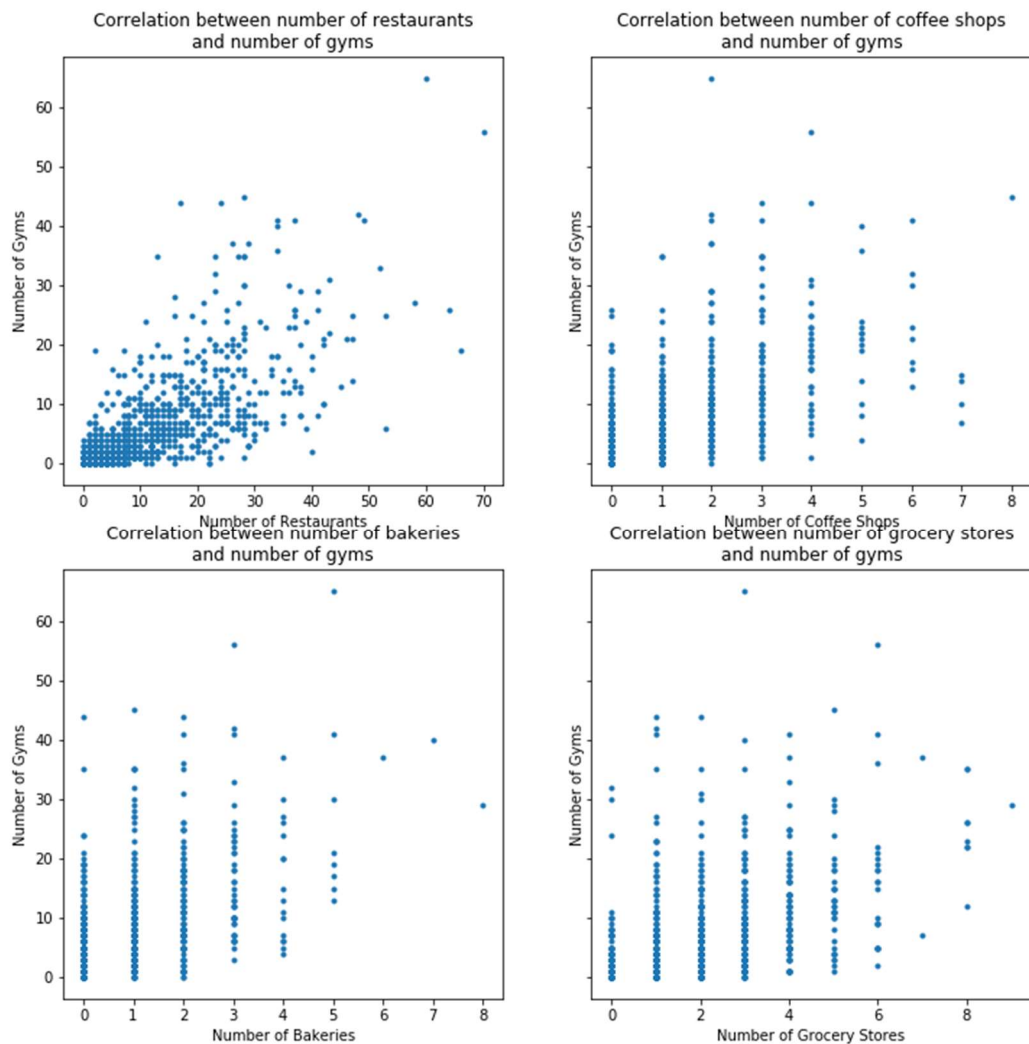 Correlation between number of restaurants
and number of gyms
60
50
40
30
20
10
0
Number of Gyms
0 10 20 30 40 50 60 70
Number of Restaurants
Correlation between number of coffee shops
and number of gyms
Number of Gyms
0 1 2 3 4 5 6 7 8
Number of Coffee Shops
Correlation between number of bakeries
and number of gyms
60
50
40
30
20
10
0
Number of Gyms
0 1 2 3 4 5 6 7 8
Number of Bakeries
Correlation between number of grocery stores
and number of gyms
Number of Gyms
0 2 4 6 8
Number of Grocery Stores